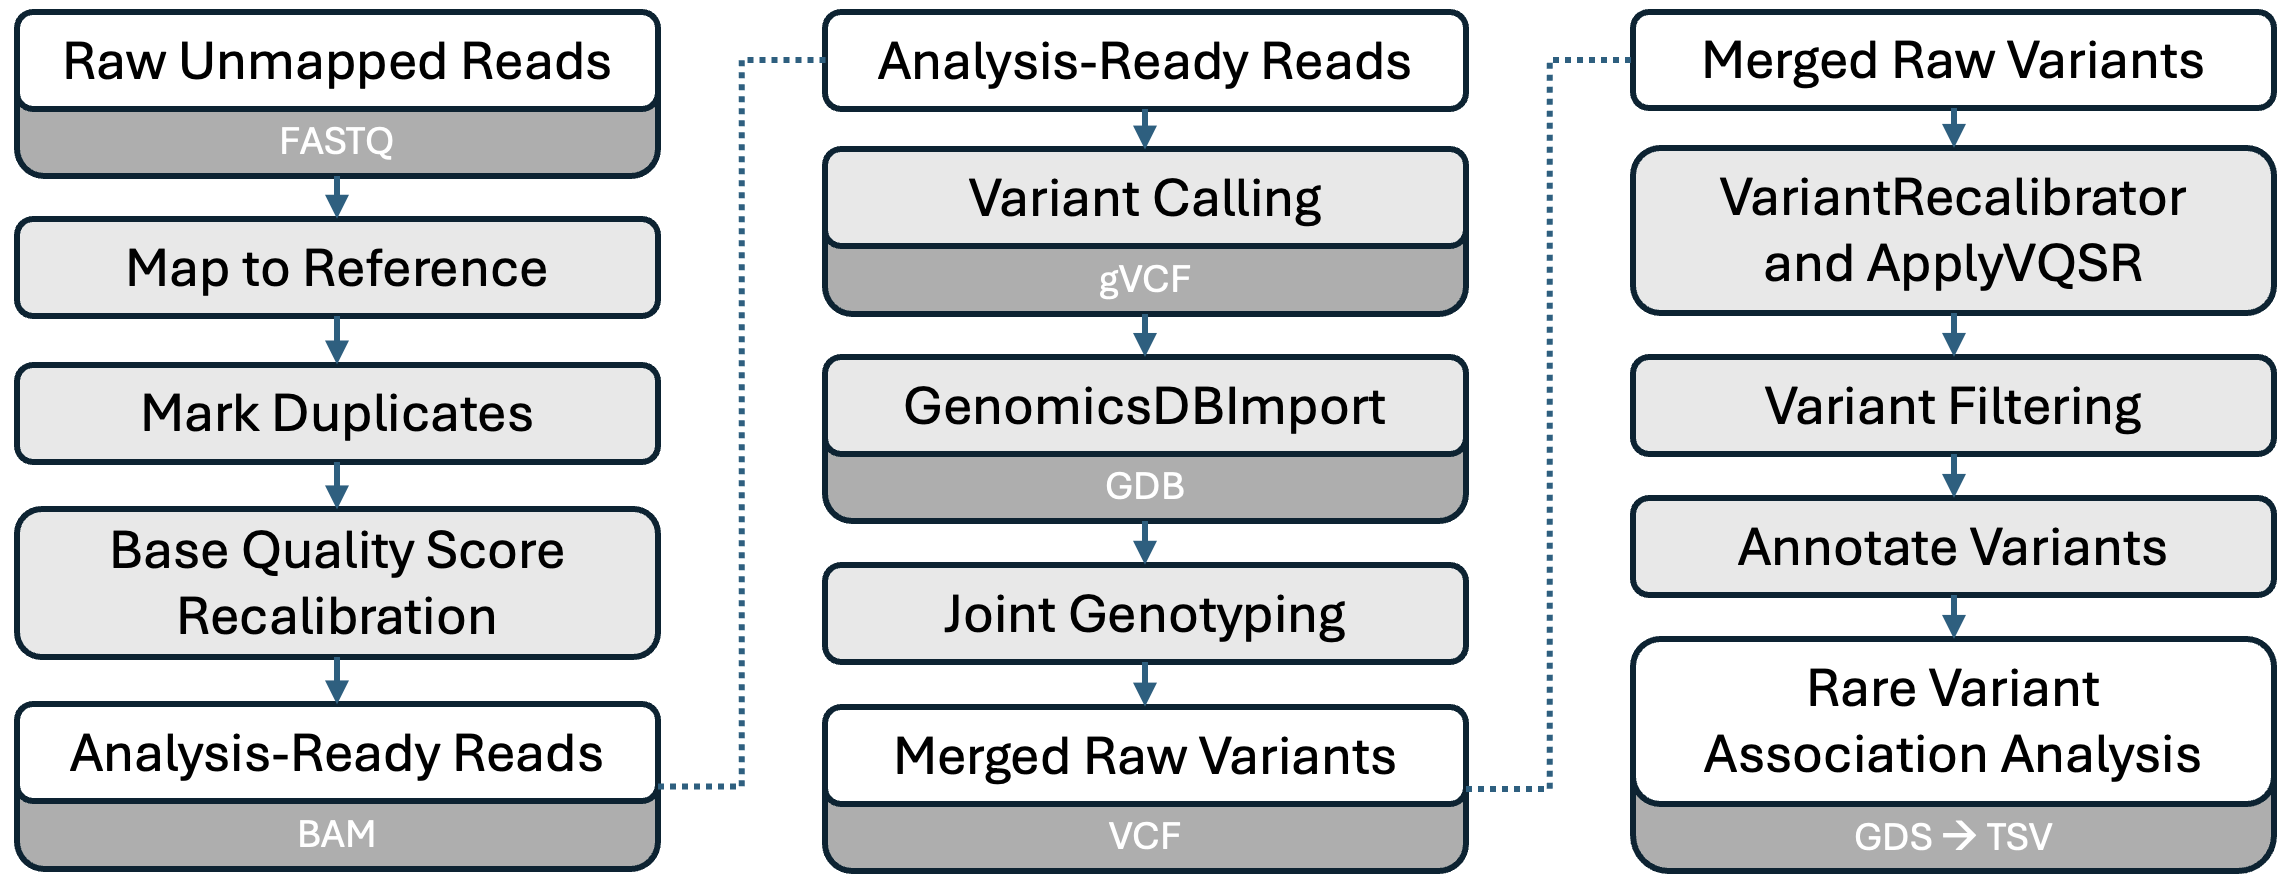 Raw Unmapped Reads
FASTQ
Map to Reference
Mark Duplicates
Base Quality Score
Recalibration
Analysis-Ready Reads
BAM
Analysis-Ready Reads
Variant Calling
gVCF
GenomicsDBImport
GDB
Joint Genotyping
Merged Raw Variants
VCF
Merged Raw Variants
VariantRecalibrator
and ApplyVQSR
Variant Filtering
Annotate Variants
Rare Variant
Association Analysis
GDS → TSV